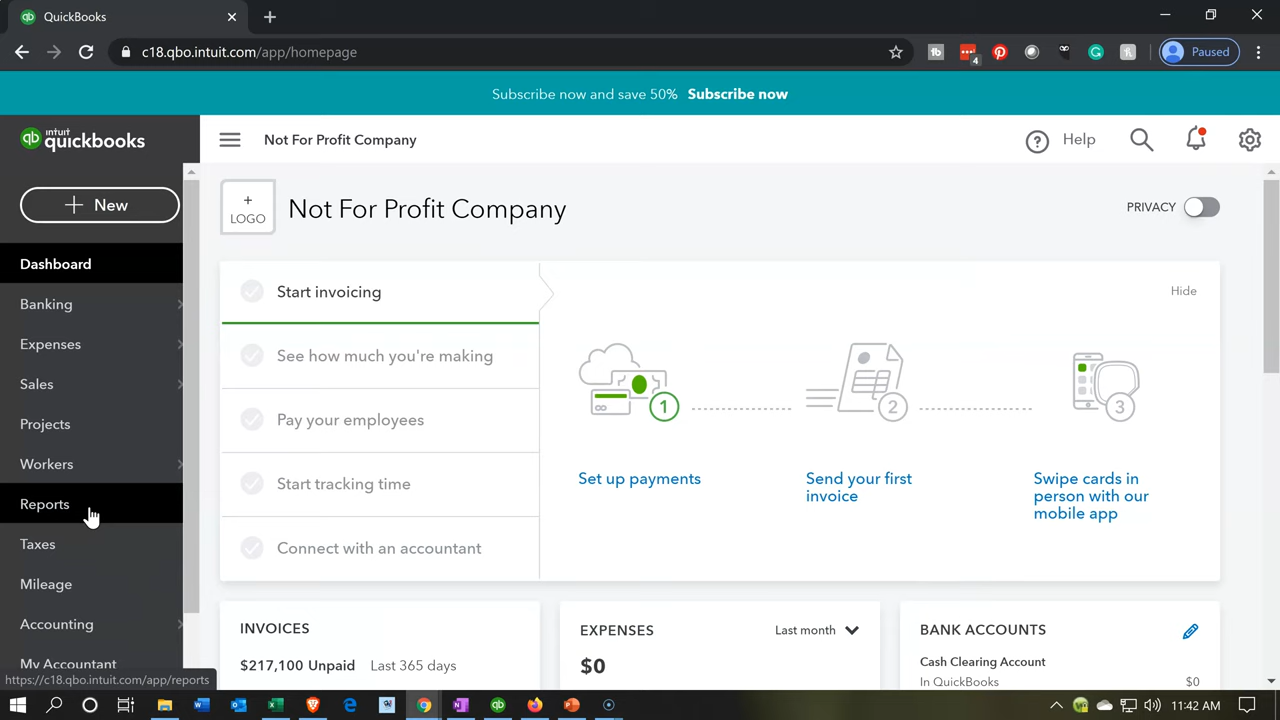 QuickBooks
c18.qbo.intuit.com/app/homepage
4
Paused
Subscribe now and save 50% Subscribe now
intuit quickbooks
Not For Profit Company
Help
+ New
+ LOGO
Not For Profit Company
PRIVACY
Dashboard
Banking
Expenses
Sales
Projects
Workers
Reports
Taxes
Mileage
Accounting
My Accountant
Start invoicing
See how much you're making
Pay your employees
Start tracking time
Connect with an accountant
Hide
1
2
3
Set up payments
Send your first
invoice
Swipe cards in
person with our
mobile app
INVOICES
$217,100 Unpaid Last 365 days
EXPENSES
Last month
$0
BANK ACCOUNTS
Cash Clearing Account
In QuickBooks
$0
https://c18.qbo.intuit.com/app/reports
11:42 AM